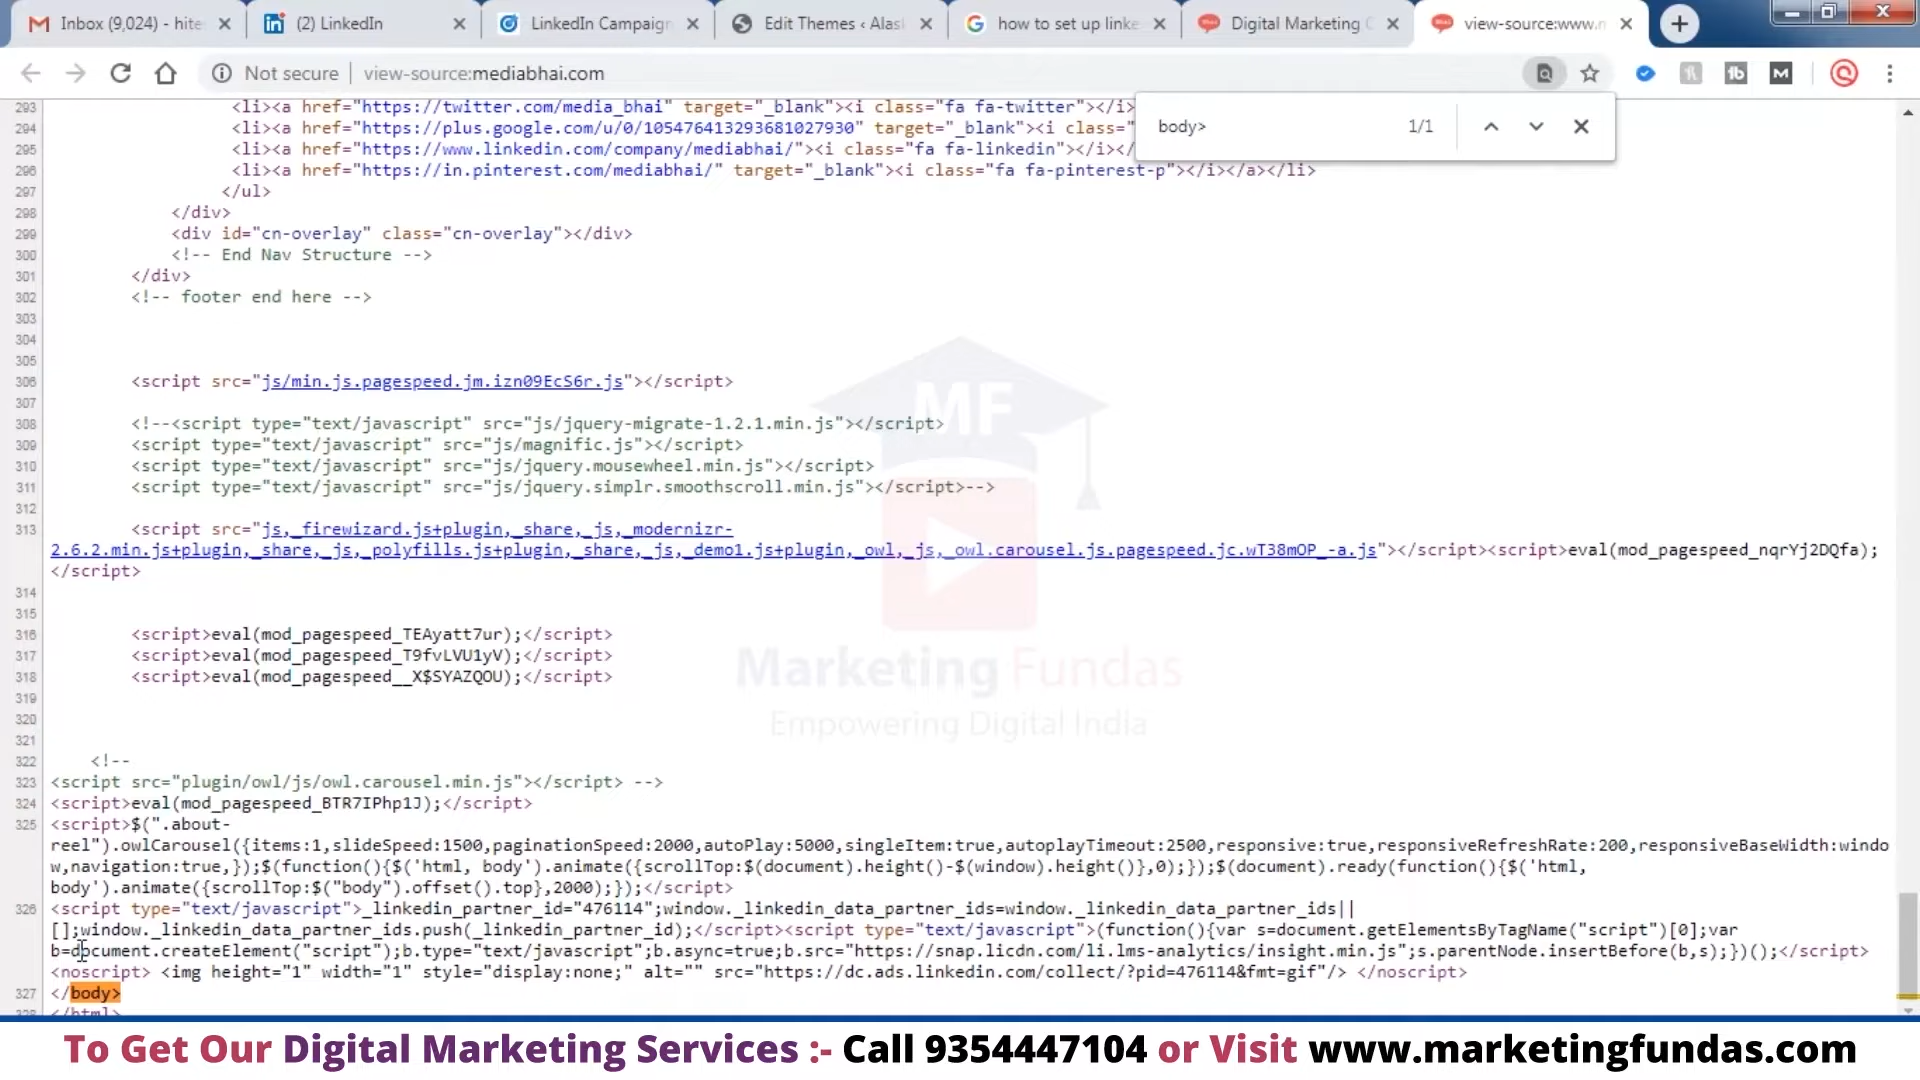 Inbox (9,024) - hite
(2) LinkedIn
LinkedIn Campaign
Edit Themes ‹ Alask
how to set up linke
Digital Marketing C
view-source:www.m
Not secure | view-source:mediabhai.com
body>
1/1
293 <li><a href="https://twitter.com/media_bhai" target="_blank"><i class="fa fa-twitter"></i>
294 <li><a href="https://plus.google.com/u/0/105476413293681027930" target="_blank"><i class="
295 <li><a href="https://www.linkedin.com/company/mediabhai/"><i class="fa fa-linkedin"></i></
296 <li><a href="https://in.pinterest.com/mediabhai/" target="_blank"><i class="fa fa-pinterest-p"></i></a></li>
297 </ul>
298 </div>
299 <div id="cn-overlay" class="cn-overlay"></div>
300 <!-- End Nav Structure -->
301 </div>
302 <!-- footer end here -->
303
304
305
306 <script src="js/min.js.pagespeed.jm.izn09EcS6r.js"></script>
307
308 <!--<script type="text/javascript" src="js/jquery-migrate-1.2.1.min.js"></script>
309 <script type="text/javascript" src="js/magnific.js"></script>
310 <script type="text/javascript" src="js/jquery.mousewheel.min.js"></script>
311 <script type="text/javascript" src="js/jquery.simplr.smoothscroll.min.js"></script>-->
312
313 <script src="js,_firewizard.js+plugin,_share,_js,_modernizr-
2.6.2.min.js+plugin,_share,_js,_polyfills.js+plugin,_share,_js,_demo1.js+plugin,_owl,_js,_owl.carousel.js.pagespeed.jc.wT38mOP_-a.js"></script><script>eval(mod_pagespeed_nqrYj2DQfa);
</script>
314
315
316 <script>eval(mod_pagespeed_TEAyatt7ur);</script>
317 <script>eval(mod_pagespeed_T9fvLVU1yV);</script>
318 <script>eval(mod_pagespeed__X$SYAZQOU);</script>
319
320
321
322 <!--
323 <script src="plugin/owl/js/owl.carousel.min.js"></script> -->
324 <script>eval(mod_pagespeed_BTR7IPhp1J);</script>
325 <script>$(".about-
reel").owlCarousel({items:1,slideSpeed:1500,paginationSpeed:2000,autoPlay:5000,singleItem:true,autoplayTimeout:2500,responsive:true,responsiveRefreshRate:200,responsiveBaseWidth:windo
w,navigation:true,});$(function(){$('html, body').animate({scrollTop:$(document).height()-$(window).height()},0);});$(document).ready(function(){$('html,
body').animate({scrollTop:$("body").offset().top},2000);});</script>
326 <script type="text/javascript">_linkedin_partner_id="476114";window._linkedin_data_partner_ids=window._linkedin_data_partner_ids||
[];window._linkedin_data_partner_ids.push(_linkedin_partner_id);</script><script type="text/javascript">(function(){var s=document.getElementsByTagName("script")[0];var
b=document.createElement("script");b.type="text/javascript";b.async=true;b.src="https://snap.licdn.com/li.lms-analytics/insight.min.js";s.parentNode.insertBefore(b,s);})();</script>
<noscript> <img height="1" width="1" style="display:none;" alt="" src="https://dc.ads.linkedin.com/collect/?pid=476114&fmt=gif"/> </noscript>
327 </body>
328 </html>
MF
Marketing Fundas
Empowering Digital India
To Get Our Digital Marketing Services :- Call 9354447104 or Visit www.marketingfundas.com